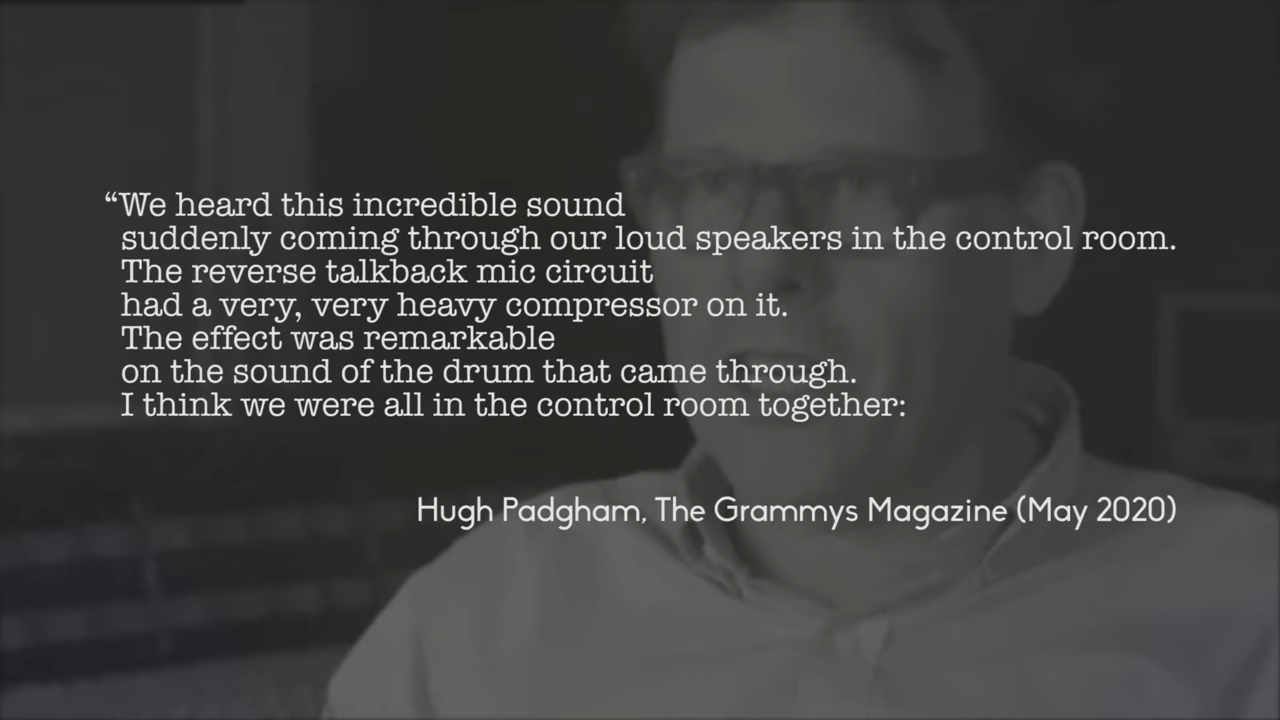 “We heard this incredible sound
suddenly coming through our loud speakers in the control room.
The reverse talkback mic circuit
had a very, very heavy compressor on it.
The effect was remarkable
on the sound of the drum that came through.
I think we were all in the control room together:
Hugh Padgham, The Grammys Magazine (May 2020)